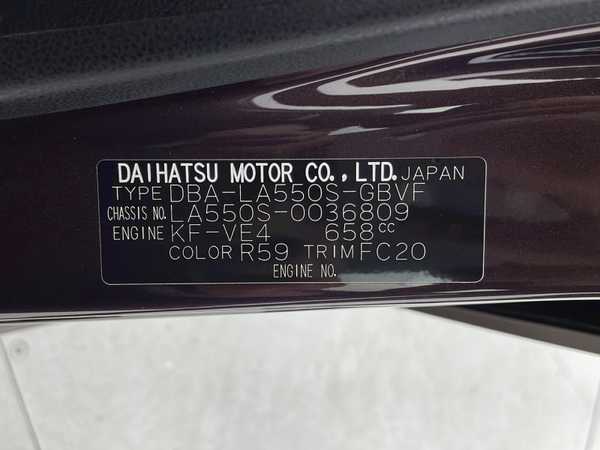 DAIHATSU MOTOR CO., LTD. JAPAN
TYPE DBA-LA550S-GBVF
CHASSIS NO. LA550S-0036809
ENGINE KF-VE4 658cc
COLOR R59 TRIM FC20
ENGINE NO.